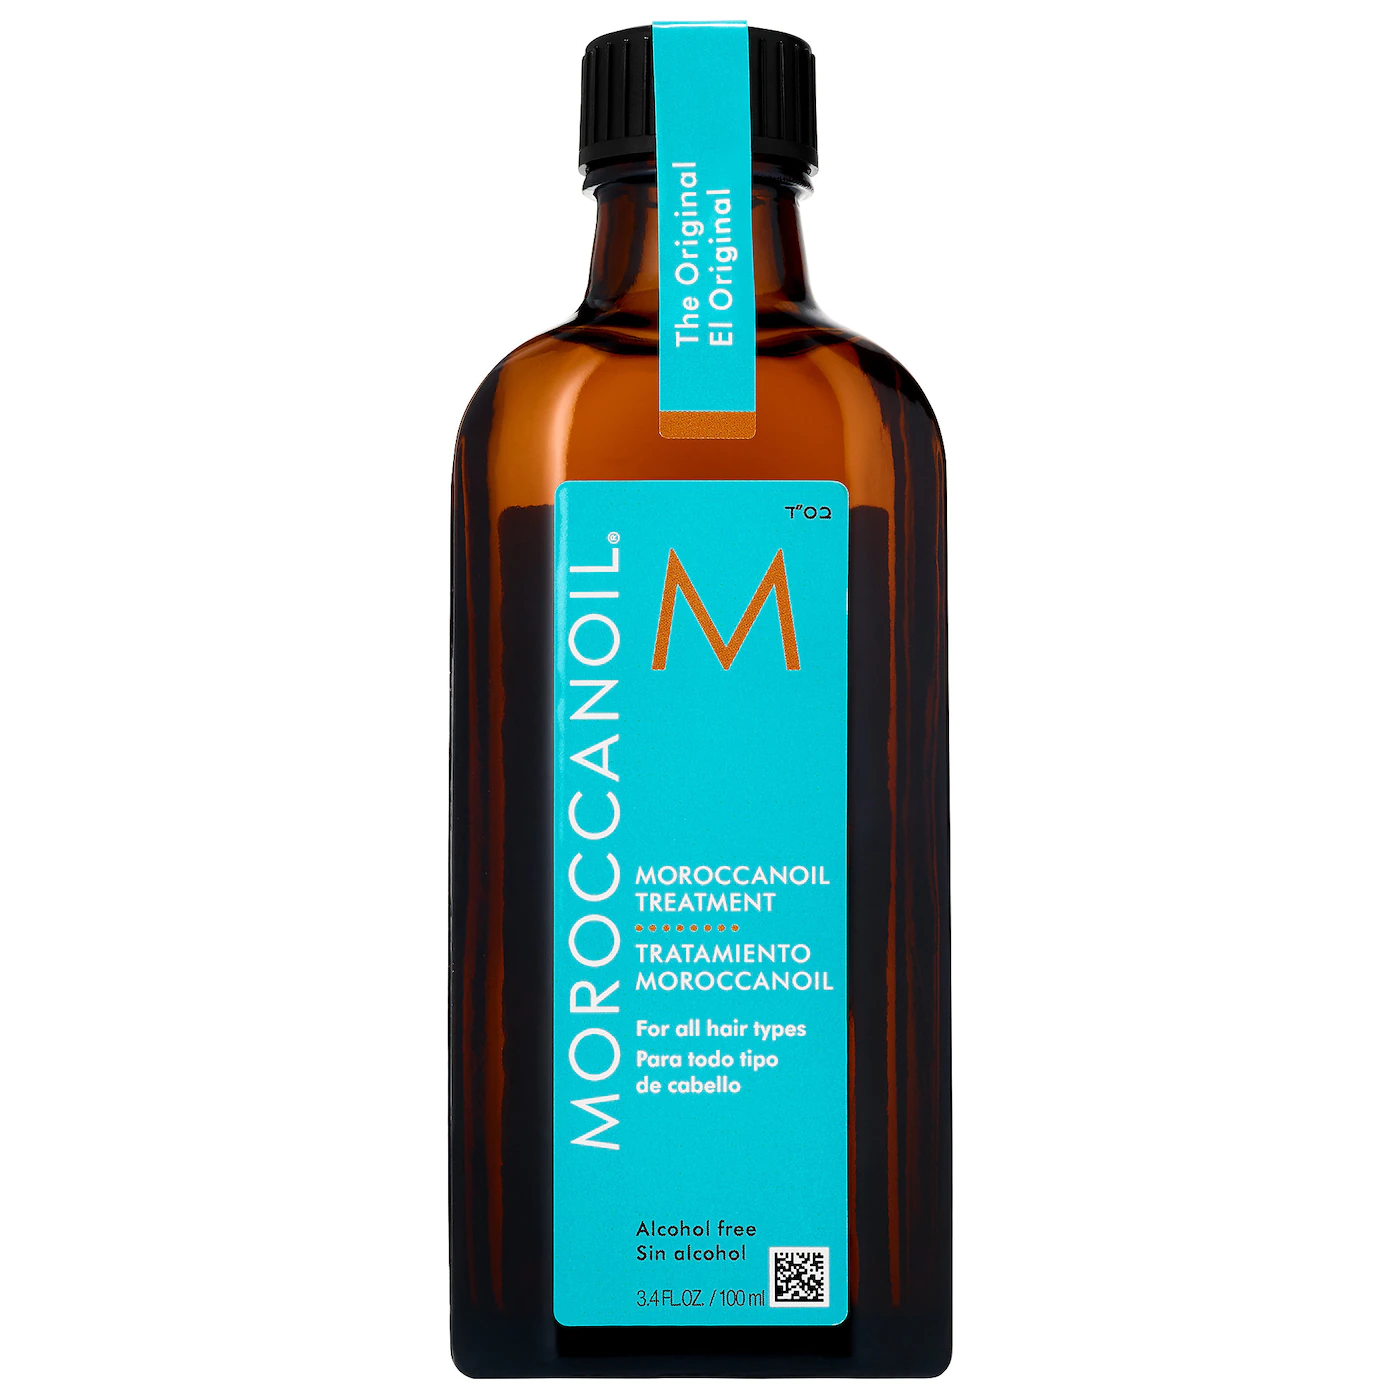 The Original
El Original
בס"ד
M
MOROCCANOIL®
MOROCCANOIL
TREATMENT
TRATAMIENTO
MOROCCANOIL
For all hair types
Para todo tipo
de cabello
Alcohol free
Sin alcohol
3.4 FL.OZ. / 100 ml